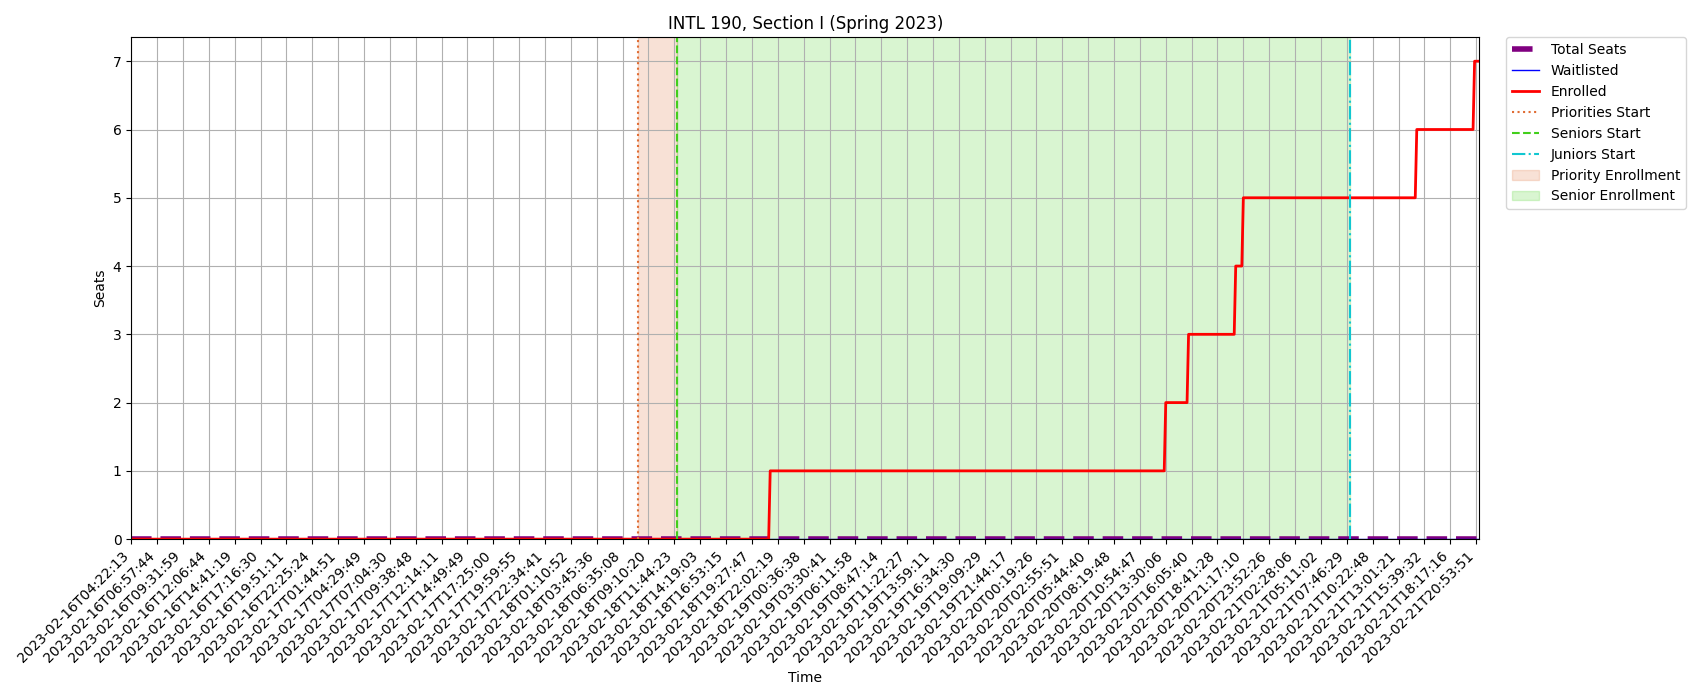 INTL 190, Section I (Spring 2023)
Total Seats
Waitlisted
Enrolled
Priorities Start
Seniors Start
Juniors Start
Priority Enrollment
Senior Enrollment
Seats
7
6
5
4
3
2
1
0
2023-02-16T04:22:13
2023-02-16T06:57:44
2023-02-16T09:31:59
2023-02-16T12:06:44
2023-02-16T14:41:19
2023-02-16T17:16:30
2023-02-16T19:51:11
2023-02-16T22:25:24
2023-02-17T01:44:51
2023-02-17T04:29:49
2023-02-17T07:04:30
2023-02-17T09:38:48
2023-02-17T12:14:11
2023-02-17T14:49:49
2023-02-17T17:25:00
2023-02-17T19:59:55
2023-02-17T22:34:41
2023-02-18T01:10:52
2023-02-18T03:45:36
2023-02-18T06:35:08
2023-02-18T09:10:20
2023-02-18T11:44:23
2023-02-18T14:19:03
2023-02-18T16:53:15
2023-02-18T19:27:47
2023-02-18T22:02:19
2023-02-19T00:36:38
2023-02-19T03:30:41
2023-02-19T06:11:58
2023-02-19T08:47:14
2023-02-19T11:22:27
2023-02-19T13:59:11
2023-02-19T16:34:30
2023-02-19T19:09:29
2023-02-19T21:44:17
2023-02-20T00:19:26
2023-02-20T02:55:51
2023-02-20T05:44:40
2023-02-20T08:19:48
2023-02-20T10:54:47
2023-02-20T13:30:06
2023-02-20T16:05:40
2023-02-20T18:41:28
2023-02-20T21:17:10
2023-02-20T23:52:26
2023-02-21T02:28:06
2023-02-21T05:11:02
2023-02-21T07:46:29
2023-02-21T10:22:48
2023-02-21T13:01:21
2023-02-21T15:39:32
2023-02-21T18:17:16
2023-02-21T20:53:51
Time